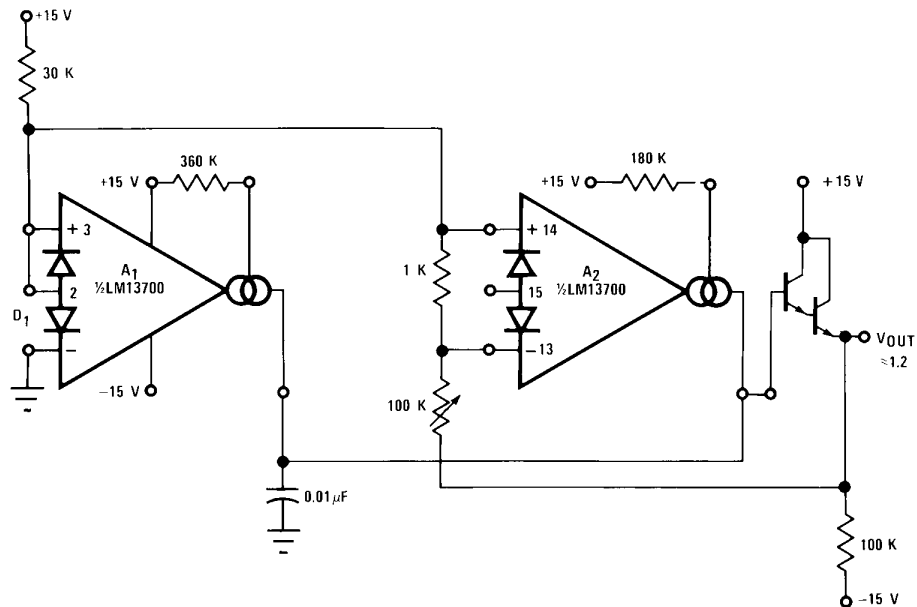 +15 V
30 K
360 K
+15 V
+ 3
A1
½LM13700
2
D1
−
−15 V
0.01μF
180 K
+15 V
+ 14
1 K
A2
½LM13700
15
−13
100 K
+15 V
VOUT
≈1.2
100 K
−15 V